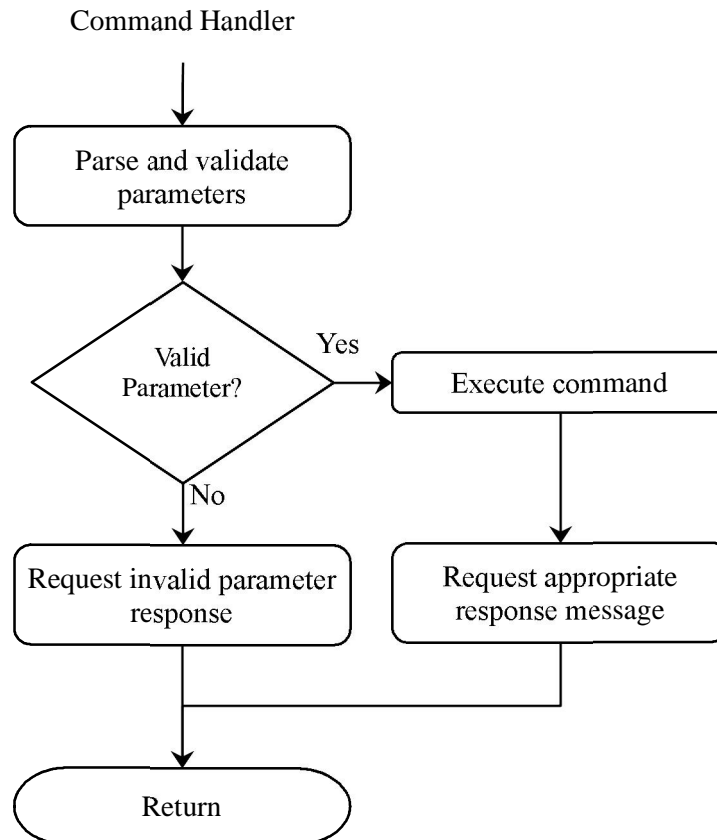 Command Handler
Parse and validate
parameters
Valid
Parameter?
Yes
Execute command
No
Request invalid parameter
response
Request appropriate
response message
Return